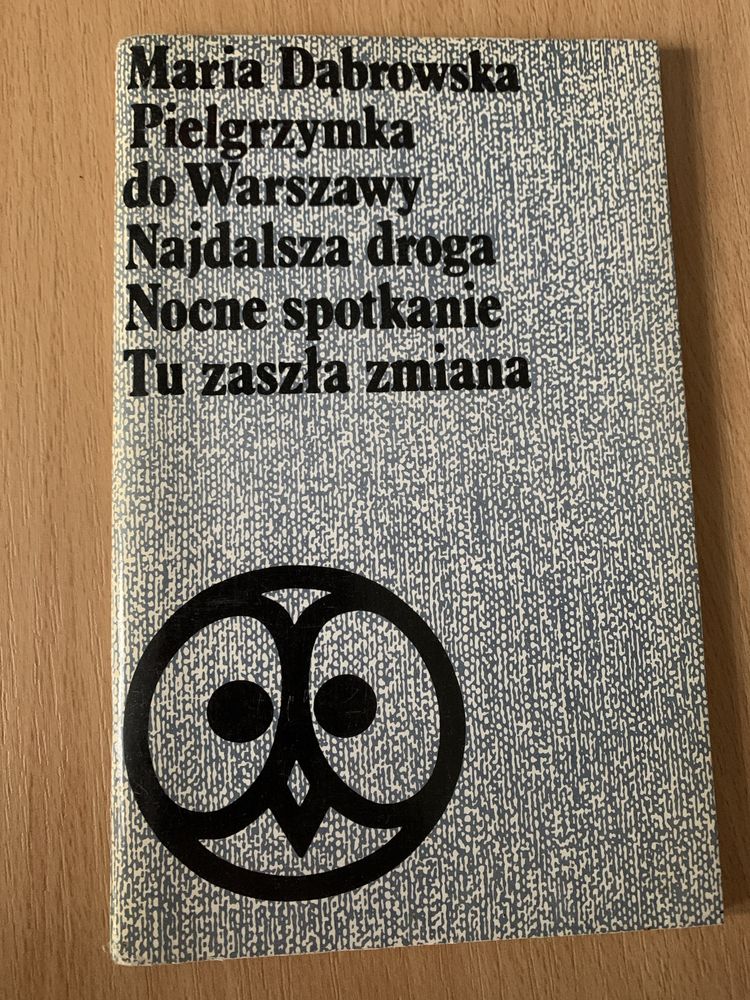 Maria Dąbrowska
Pielgrzymka
do Warszawy
Najdalsza droga
Nocne spotkanie
Tu zaszła zmiana